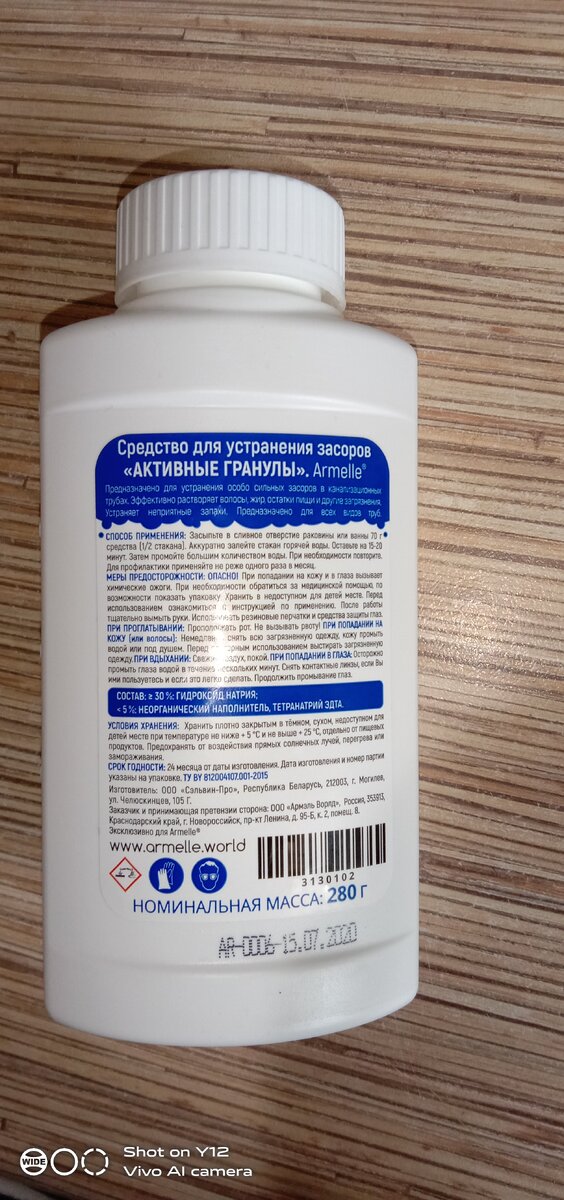 Средство для устранения засоров
«АКТИВНЫЕ ГРАНУЛЫ». Armelle®
Предназначено для устранения особо сильных засоров в канализационных
трубах. Эффективно растворяет волосы, жир, остатки пищи и другие загрязнения.
Устраняет неприятные запахи. Предназначено для всех видов труб.
СПОСОБ ПРИМЕНЕНИЯ: Засыпьте в сливное отверстие раковины или ванны 70 г
средства (1/2 стакана). Аккуратно залейте стакан горячей воды. Оставьте на 15-20
минут. Затем промойте большим количеством воды. При необходимости повторите.
Для профилактики применяйте не реже одного раза в месяц.
МЕРЫ ПРЕДОСТОРОЖНОСТИ: ОПАСНО! При попадании на кожу и в глаза вызывает
химические ожоги. При необходимости обратиться за медицинской помощью, по
возможности показать упаковку. Хранить в недоступном для детей месте. Перед
использованием ознакомиться с инструкцией по применению. После работы
тщательно вымыть руки. Использовать резиновые перчатки и средства защиты глаз.
ПРИ ПРОГЛАТЫВАНИИ: Прополоскать рот. Не вызывать рвоту! ПРИ ПОПАДАНИИ НА
КОЖУ (или волосы): Немедленно снять всю загрязненную одежду, кожу промыть
водой или под душем. Перед повторным использованием выстирать загрязненную
одежду. ПРИ ВДЫХАНИИ: Свежий воздух, покой. ПРИ ПОПАДАНИИ В ГЛАЗА: Осторожно
промыть глаза водой в течение нескольких минут. Снять контактные линзы, если Вы
ими пользуетесь и если это легко сделать. Продолжить промывание глаз.
СОСТАВ: ≥ 30 %: ГИДРОКСИД НАТРИЯ;
< 5 %: НЕОРГАНИЧЕСКИЙ НАПОЛНИТЕЛЬ, ТЕТРАНАТРИЙ ЭДТА.
УСЛОВИЯ ХРАНЕНИЯ: Хранить плотно закрытым в тёмном, сухом, недоступном для
детей месте при температуре не ниже + 5 °С и не выше + 25 °С, отдельно от пищевых
продуктов. Предохранять от воздействия прямых солнечных лучей, перегрева или
замораживания.
СРОК ГОДНОСТИ: 24 месяца от даты изготовления. Дата изготовления и номер партии
указаны на упаковке. ТУ BY 812004107.001-2015
Изготовитель: ООО «Сэльвин-Про», Республика Беларусь, 212003, г. Могилев,
ул. Челюскинцев, 105 Г.
Заказчик и принимающая претензии сторона: ООО «Армэль Ворлд», Россия, 353913,
Краснодарский край, г. Новороссийск, пр-кт Ленина, д. 95-Б, к. 2, помещ. 8.
Эксклюзивно для Armelle®
www.armelle.world
3130102
НОМИНАЛЬНАЯ МАССА: 280 г
AR-0006-15.07.2020
WIDE
Shot on Y12
Vivo AI camera